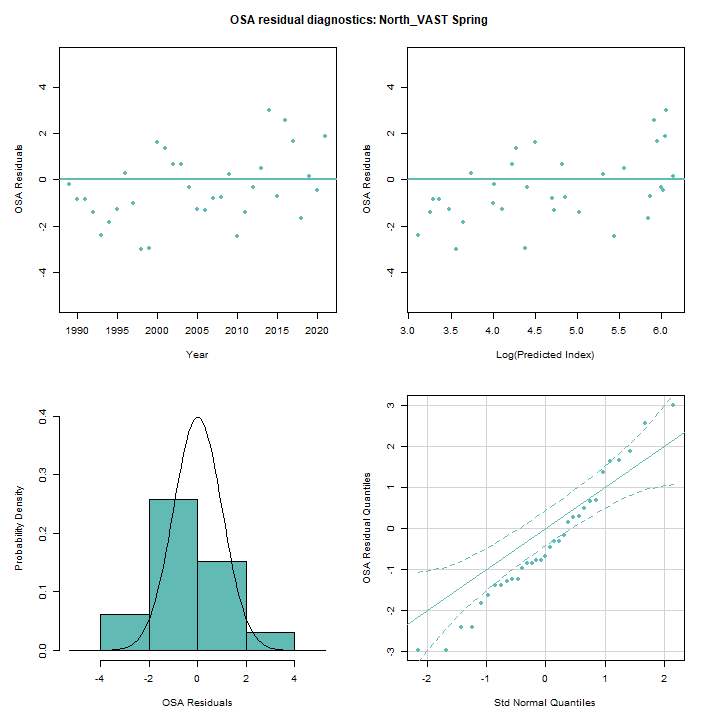 OSA residual diagnostics: North_VAST Spring
OSA Residuals
4
2
0
-2
-4
1990 1995 2000 2005 2010 2015 2020
Year
OSA Residuals
4
2
0
-2
-4
3.0 3.5 4.0 4.5 5.0 5.5 6.0
Log(Predicted Index)
Probability Density
0.4
0.3
0.2
0.1
0.0
-4 -2 0 2 4
OSA Residuals
OSA Residual Quantiles
3
2
1
0
-1
-2
-3
-2 -1 0 1 2
Std Normal Quantiles